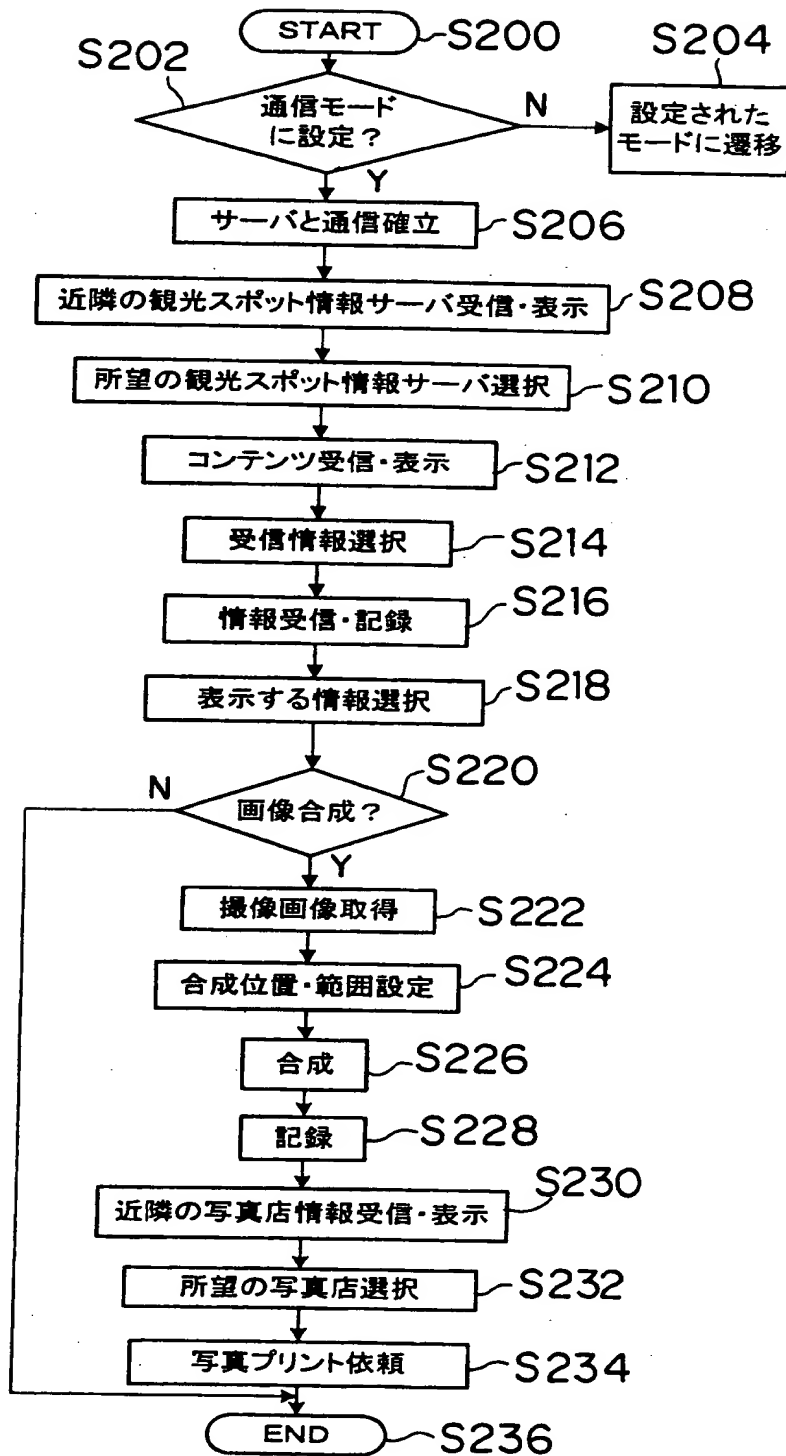 START
S200
S202
通信モード
に設定？
N
S204
設定された
モードに遷移
Y
サーバと通信確立
S206
近隣の観光スポット情報サーバ受信・表示
S208
所望の観光スポット情報サーバ選択
S210
コンテンツ受信・表示
S212
受信情報選択
S214
情報受信・記録
S216
表示する情報選択
S218
画像合成？
S220
N
Y
撮像画像取得
S222
合成位置・範囲設定
S224
合成
S226
記録
S228
近隣の写真店情報受信・表示
S230
所望の写真店選択
S232
写真プリント依頼
S234
END
S236